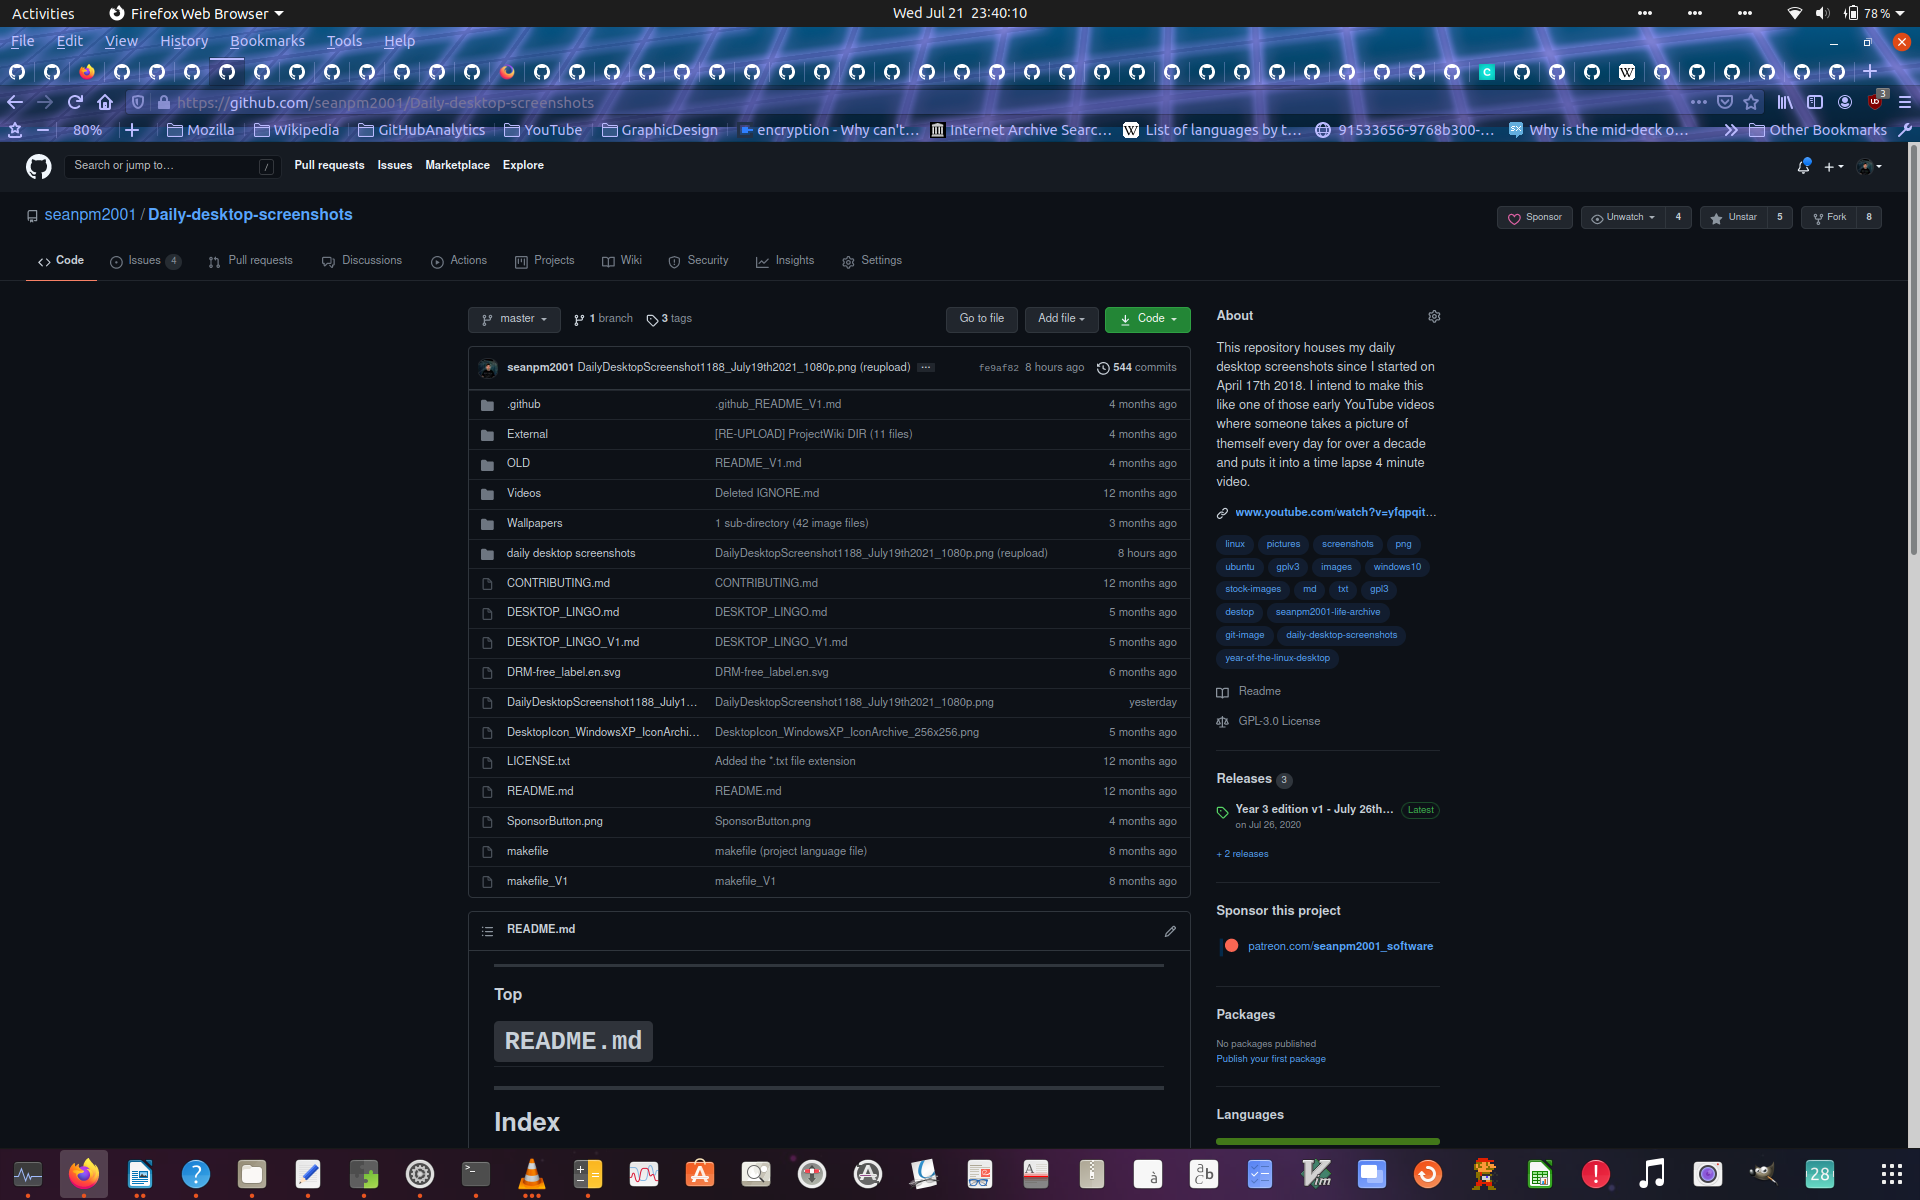 Activities Firefox Web Browser Wed Jul 21 23:40:10 78 %
File Edit View History Bookmarks Tools Help
https://github.com/seanpm2001/Daily-desktop-screenshots 3
80% Mozilla Wikipedia GitHubAnalytics YouTube GraphicDesign encryption - Why can't... Internet Archive Searc... List of languages by t... 91533656-9768b300-... Why is the mid-deck o... Other Bookmarks
Search or jump to... / Pull requests Issues Marketplace Explore
seanpm2001 / Daily-desktop-screenshots Sponsor Unwatch 4 Unstar 5 Fork 8
Code Issues 4 Pull requests Discussions Actions Projects Wiki Security Insights Settings
master 1 branch 3 tags Go to file Add file Code
seanpm2001 DailyDesktopScreenshot1188_July19th2021_1080p.png (reupload) fe9af82 8 hours ago 544 commits
.github .github_README_V1.md 4 months ago
External [RE-UPLOAD] ProjectWiki DIR (11 files) 4 months ago
OLD README_V1.md 4 months ago
Videos Deleted IGNORE.md 12 months ago
Wallpapers 1 sub-directory (42 image files) 3 months ago
daily desktop screenshots DailyDesktopScreenshot1188_July19th2021_1080p.png (reupload) 8 hours ago
CONTRIBUTING.md CONTRIBUTING.md 12 months ago
DESKTOP_LINGO.md DESKTOP_LINGO.md 5 months ago
DESKTOP_LINGO_V1.md DESKTOP_LINGO_V1.md 5 months ago
DRM-free_label.en.svg DRM-free_label.en.svg 6 months ago
DailyDesktopScreenshot1188_July1... DailyDesktopScreenshot1188_July19th2021_1080p.png yesterday
DesktopIcon_WindowsXP_IconArchi... DesktopIcon_WindowsXP_IconArchive_256x256.png 5 months ago
LICENSE.txt Added the *.txt file extension 12 months ago
README.md README.md 12 months ago
SponsorButton.png SponsorButton.png 4 months ago
makefile makefile (project language file) 8 months ago
makefile_V1 makefile_V1 8 months ago
README.md
Top
README.md
Index
About
This repository houses my daily
desktop screenshots since I started on
April 17th 2018. I intend to make this
like one of those early YouTube videos
where someone takes a picture of
themself every day for over a decade
and puts it into a time lapse 4 minute
video.
www.youtube.com/watch?v=yfqpqit...
linux pictures screenshots png
ubuntu gplv3 images windows10
stock-images md txt gpl3
destop seanpm2001-life-archive
git-image daily-desktop-screenshots
year-of-the-linux-desktop
Readme
GPL-3.0 License
Releases 3
Year 3 edition v1 - July 26th... Latest
on Jul 26, 2020
+ 2 releases
Sponsor this project
patreon.com/seanpm2001_software
Packages
No packages published
Publish your first package
Languages
28